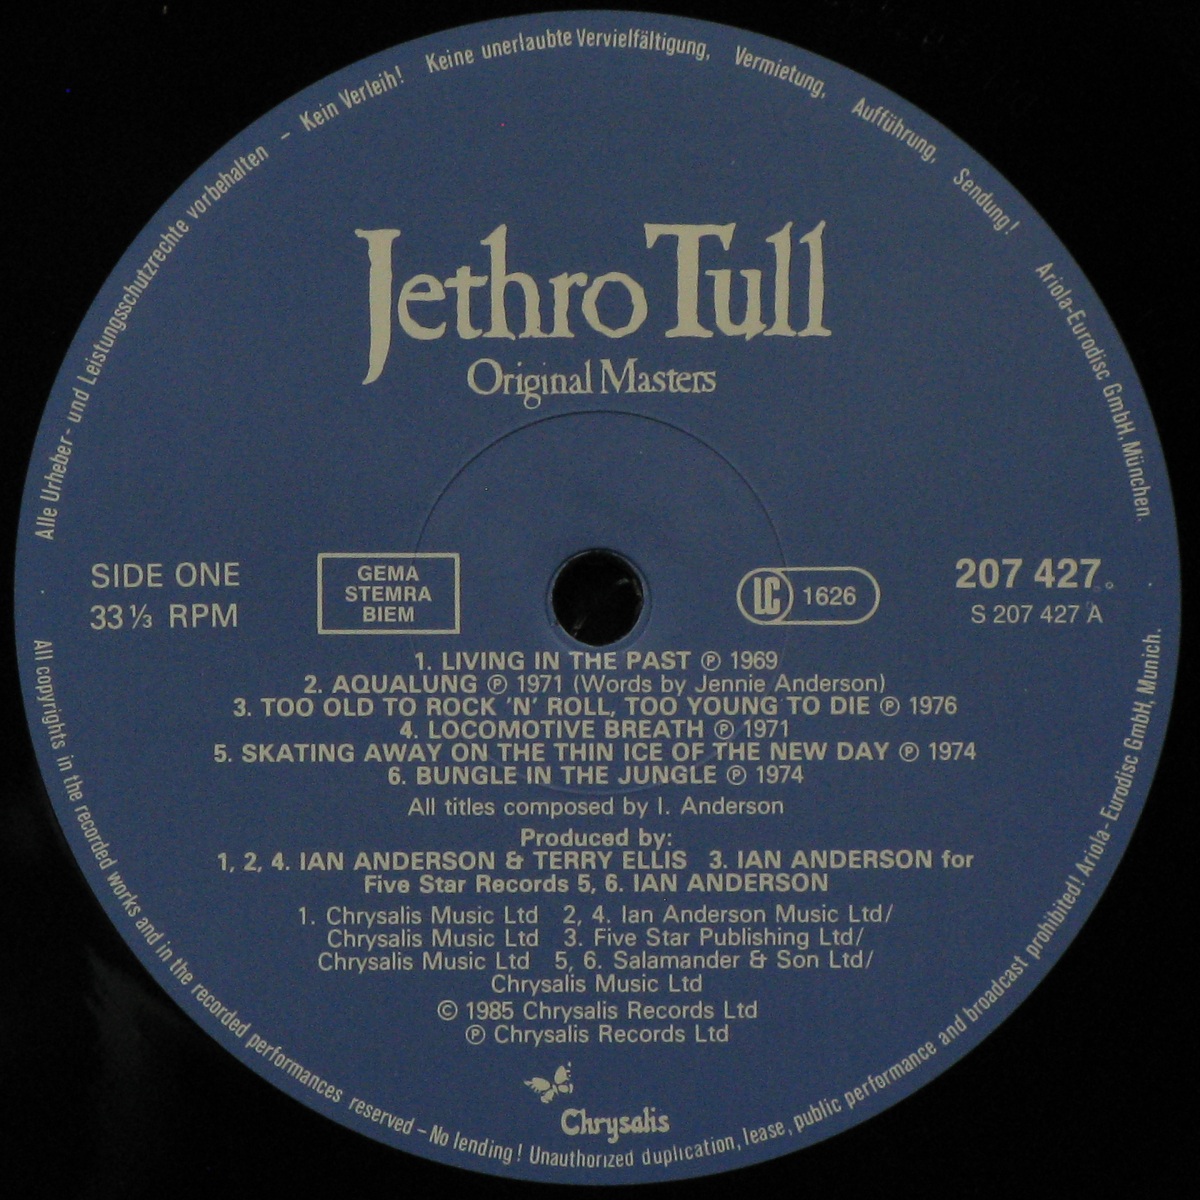 Alle Urheber- und Leistungsschutzrechte vorbehalten – Kein Verleih! Keine unerlaubte Vervielfältigung, Vermietung, Aufführung, Sendung! Ariola-Eurodisc GmbH, München.
Jethro Tull
Original Masters
SIDE ONE
33 ⅓ RPM
GEMA
STEMRA
BIEM
LC 1626
207 427
S 207 427 A
1. LIVING IN THE PAST ℗ 1969
2. AQUALUNG ℗ 1971 (Words by Jennie Anderson)
3. TOO OLD TO ROCK 'N' ROLL, TOO YOUNG TO DIE ℗ 1976
4. LOCOMOTIVE BREATH ℗ 1971
5. SKATING AWAY ON THE THIN ICE OF THE NEW DAY ℗ 1974
6. BUNGLE IN THE JUNGLE ℗ 1974
All titles composed by I. Anderson
Produced by:
1, 2, 4. IAN ANDERSON & TERRY ELLIS 3. IAN ANDERSON for
Five Star Records 5, 6. IAN ANDERSON
1. Chrysalis Music Ltd 2, 4. Ian Anderson Music Ltd/
Chrysalis Music Ltd 3. Five Star Publishing Ltd/
Chrysalis Music Ltd 5, 6. Salamander & Son Ltd/
Chrysalis Music Ltd
© 1985 Chrysalis Records Ltd
℗ Chrysalis Records Ltd
Chrysalis
All copyrights in the recorded works and in the recorded performances reserved – No lending! Unauthorized duplication, lease, public performance and broadcast prohibited! Ariola-Eurodisc GmbH, Munich.